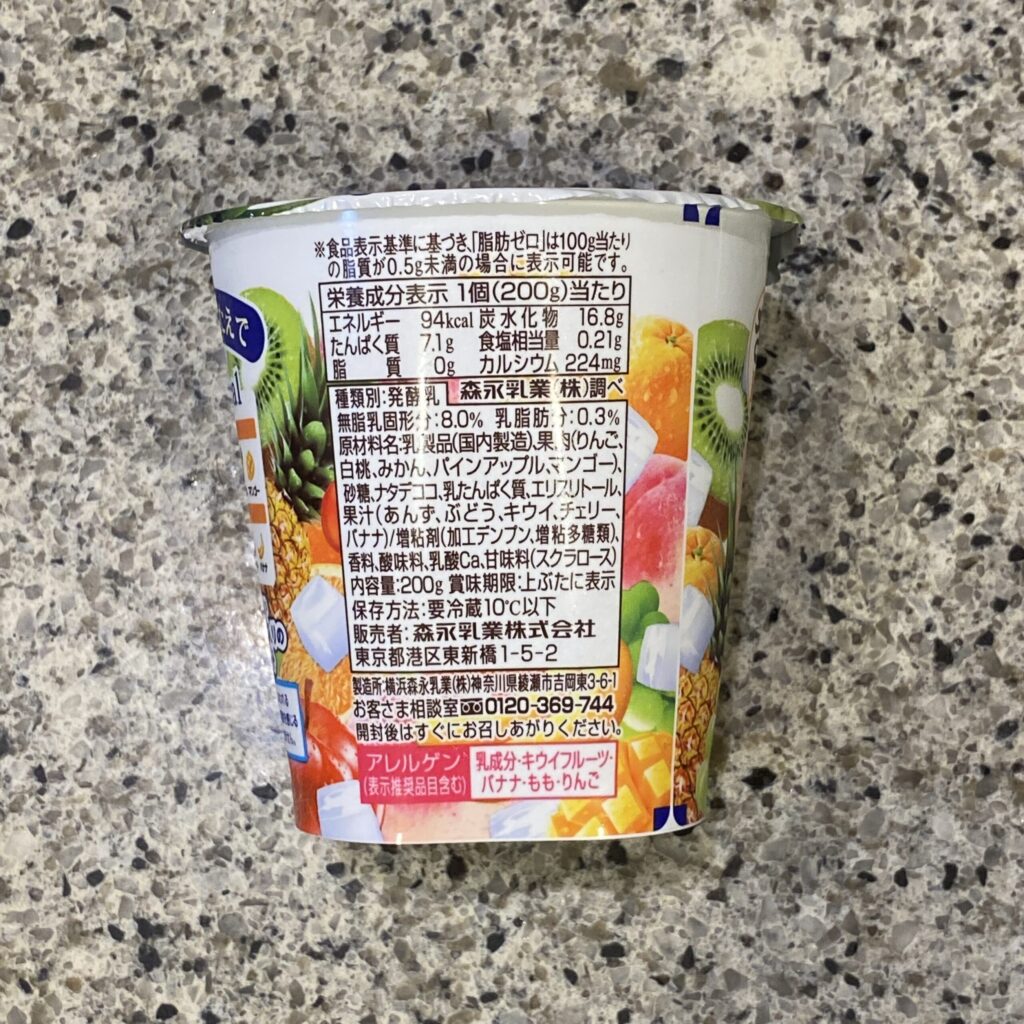 ※食品表示基準に基づき、「脂肪ゼロ」は100g当たり
の脂質が0.5g未満の場合に表示可能です。
栄養成分表示 1個(200g)当たり
エネルギー 94kcal 炭水化物 16.8g
たんぱく質 7.1g 食塩相当量 0.21g
脂質 0g カルシウム 224mg
種類別:発酵乳 森永乳業(株)調べ
無脂乳固形分:8.0% 乳脂肪分:0.3%
原材料名:乳製品(国内製造)、果肉(りんご、
白桃、みかん、パインアップル、マンゴー)、
砂糖、ナタデココ、乳たんぱく質、エリスリトール、
果汁(あんず、ぶどう、キウイ、チェリー、
バナナ)/増粘剤(加工デンプン、増粘多糖類)、
香料、酸味料、乳酸Ca、甘味料(スクラロース)
内容量:200g 賞味期限:上ぶたに表示
保存方法:要冷蔵10℃以下
販売者:森永乳業株式会社
東京都港区東新橋1-5-2
製造所:横浜森永乳業(株)神奈川県綾瀬市吉岡東3-6-1
お客さま相談室 0120-369-744
開封後はすぐにお召しあがりください。
アレルゲン
(表示推奨品目含む)
乳成分・キウイフルーツ・
バナナ・もも・りんご